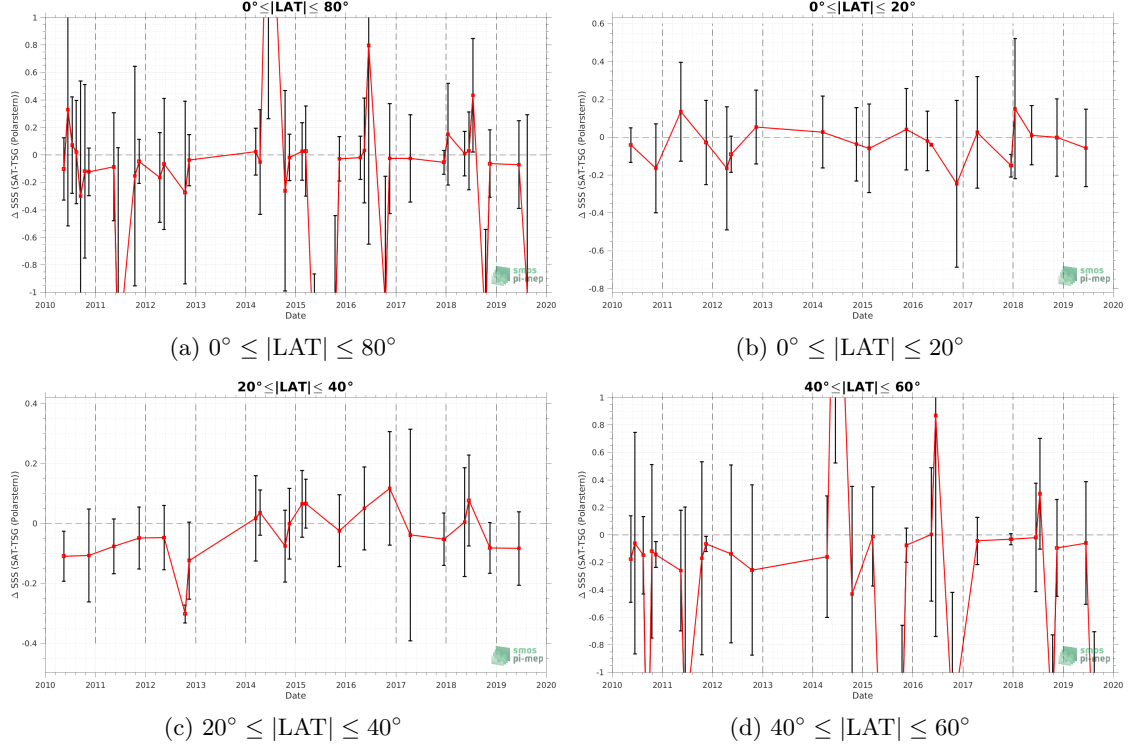 0°≤|LAT|≤ 80°
Δ SSS (SAT-TSG (Polarstern))
1
0.8
0.6
0.4
0.2
0
-0.2
-0.4
-0.6
-0.8
-1
2010 2011 2012 2013 2014 2015 2016 2017 2018 2019 2020
Date
smos
pi-mep
(a) 0° ≤ |LAT| ≤ 80°
0°≤|LAT|≤ 20°
Δ SSS (SAT-TSG (Polarstern))
0.6
0.4
0.2
0
-0.2
-0.4
-0.6
-0.8
2010 2011 2012 2013 2014 2015 2016 2017 2018 2019 2020
Date
smos
pi-mep
(b) 0° ≤ |LAT| ≤ 20°
20°≤|LAT|≤ 40°
Δ SSS (SAT-TSG (Polarstern))
0.4
0.2
0
-0.2
-0.4
2010 2011 2012 2013 2014 2015 2016 2017 2018 2019 2020
Date
smos
pi-mep
(c) 20° ≤ |LAT| ≤ 40°
40°≤|LAT|≤ 60°
Δ SSS (SAT-TSG (Polarstern))
1
0.8
0.6
0.4
0.2
0
-0.2
-0.4
-0.6
-0.8
-1
2010 2011 2012 2013 2014 2015 2016 2017 2018 2019 2020
Date
smos
pi-mep
(d) 40° ≤ |LAT| ≤ 60°